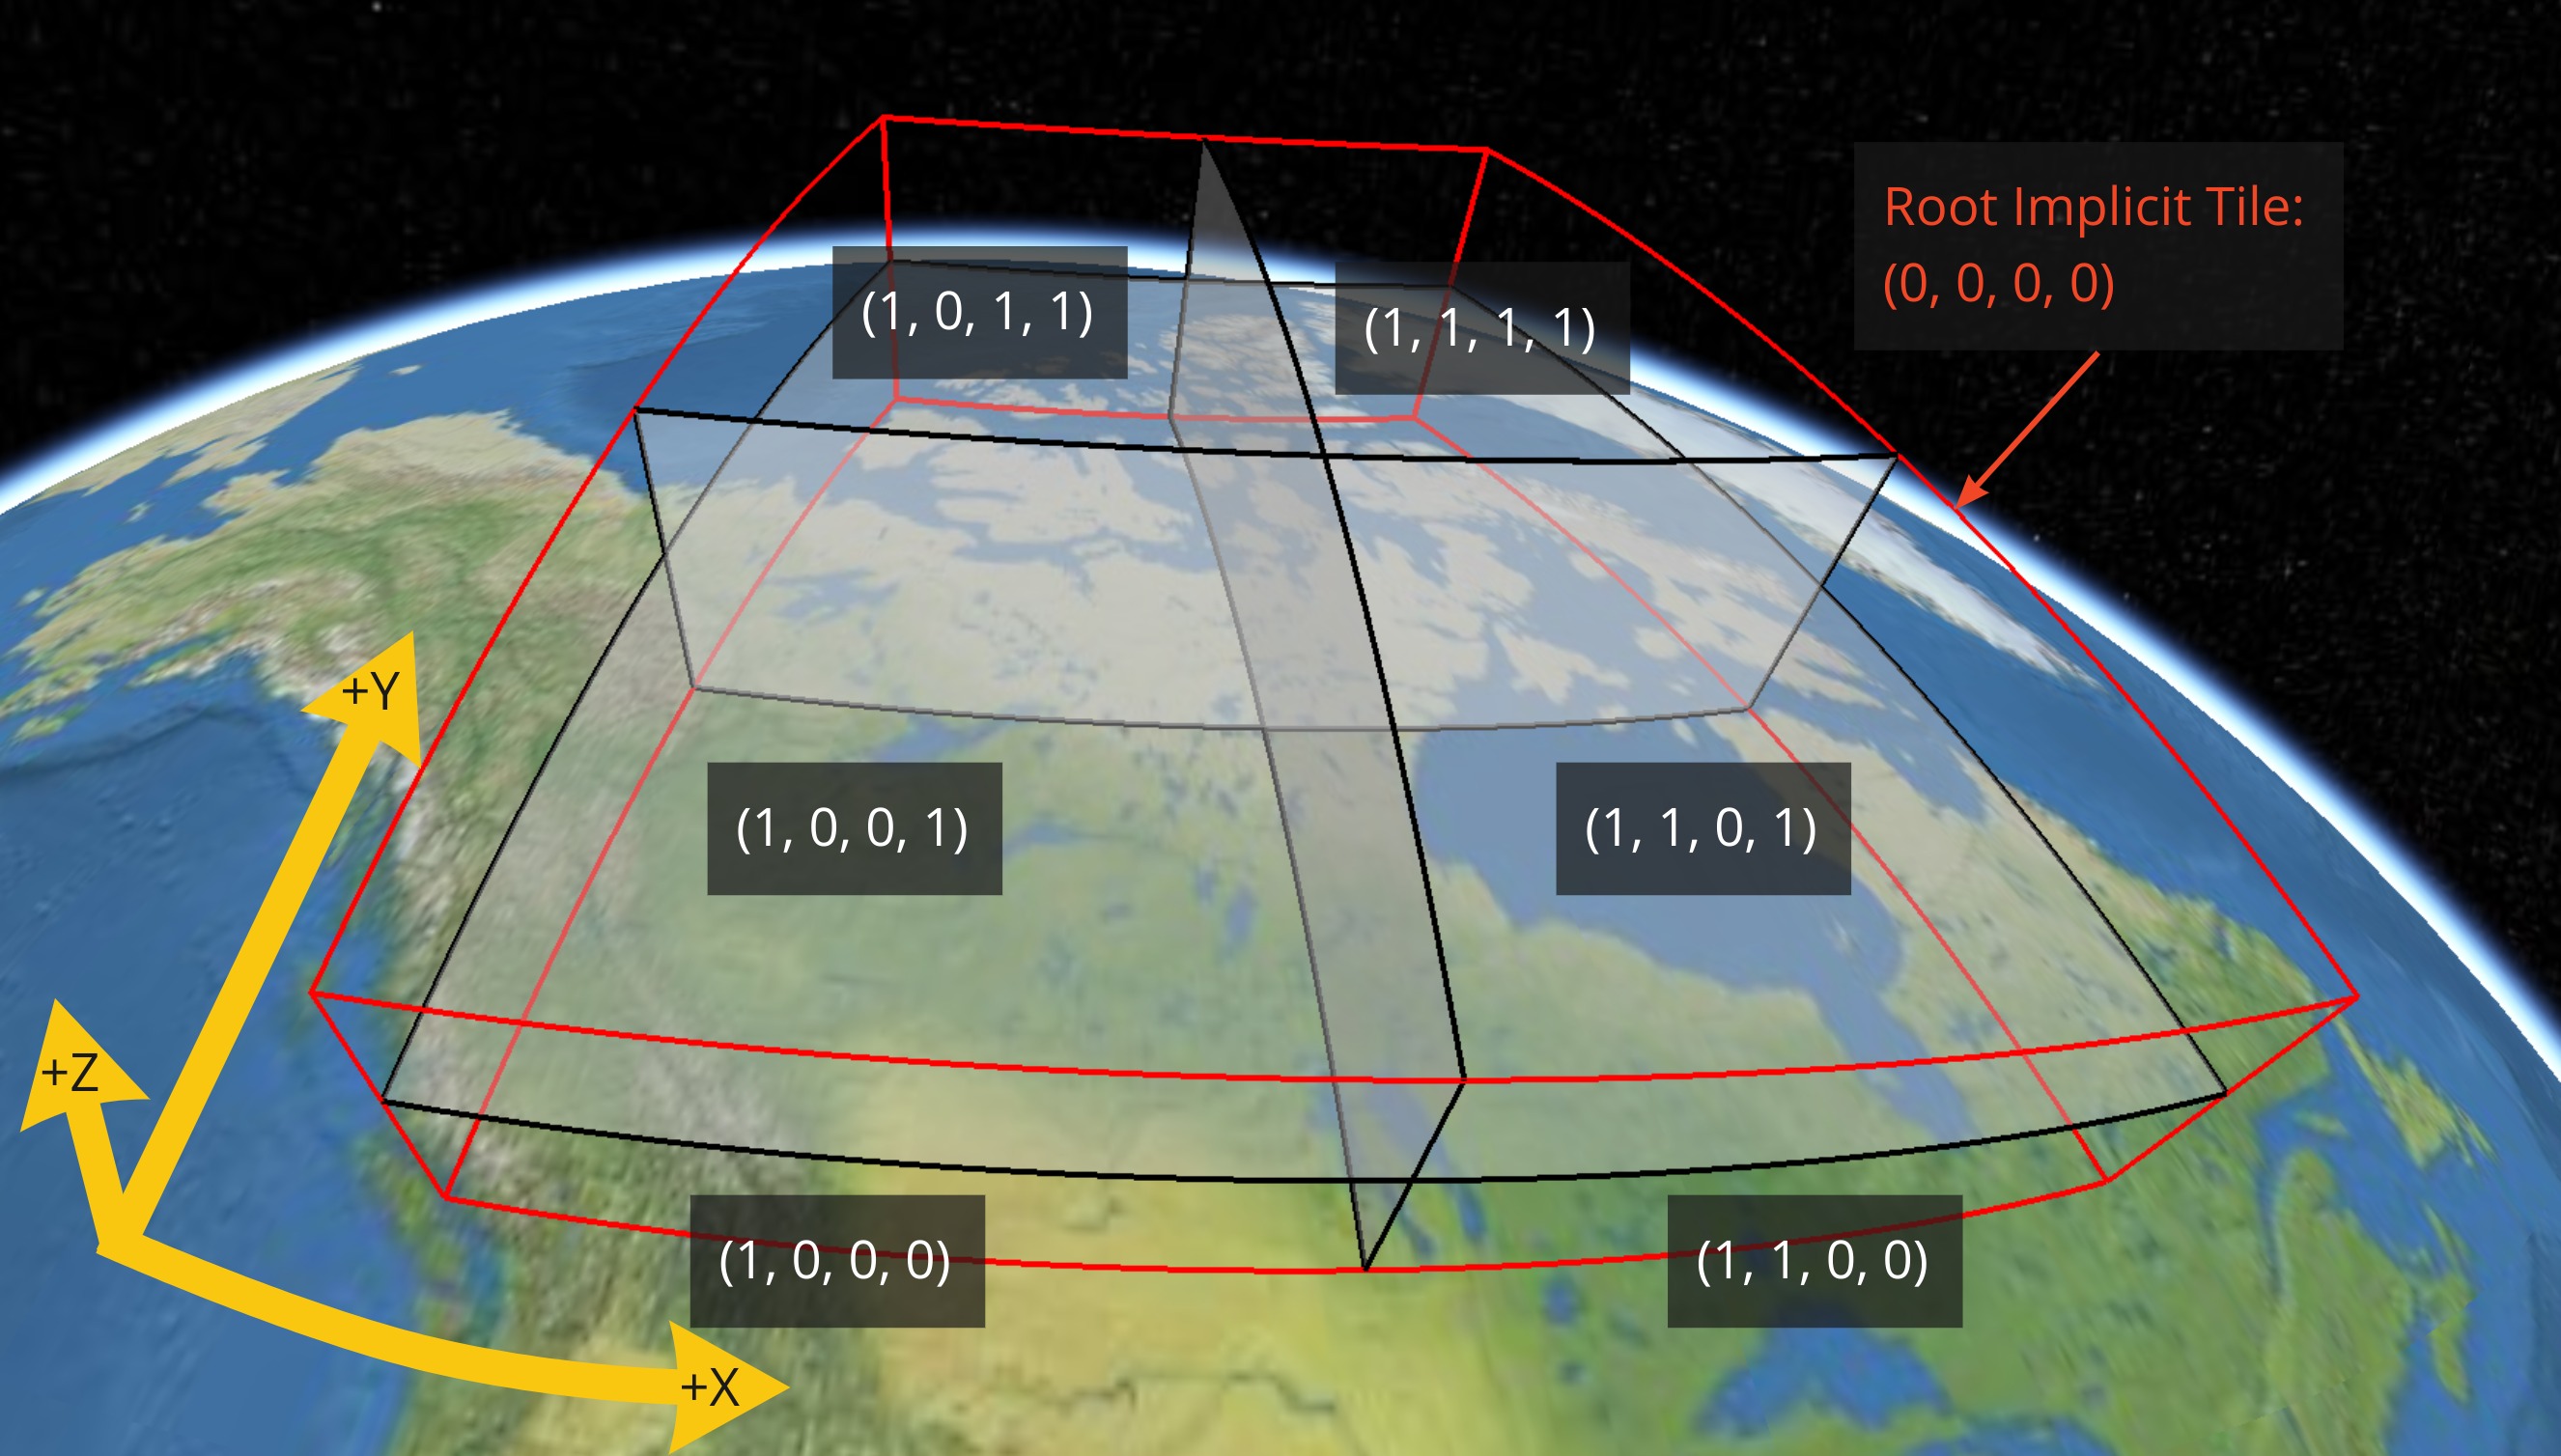 Root Implicit Tile:
(0, 0, 0, 0)
(1, 0, 1, 1)
(1, 1, 1, 1)
+Y
(1, 0, 0, 1)
(1, 1, 0, 1)
+Z
(1, 0, 0, 0)
(1, 1, 0, 0)
+X